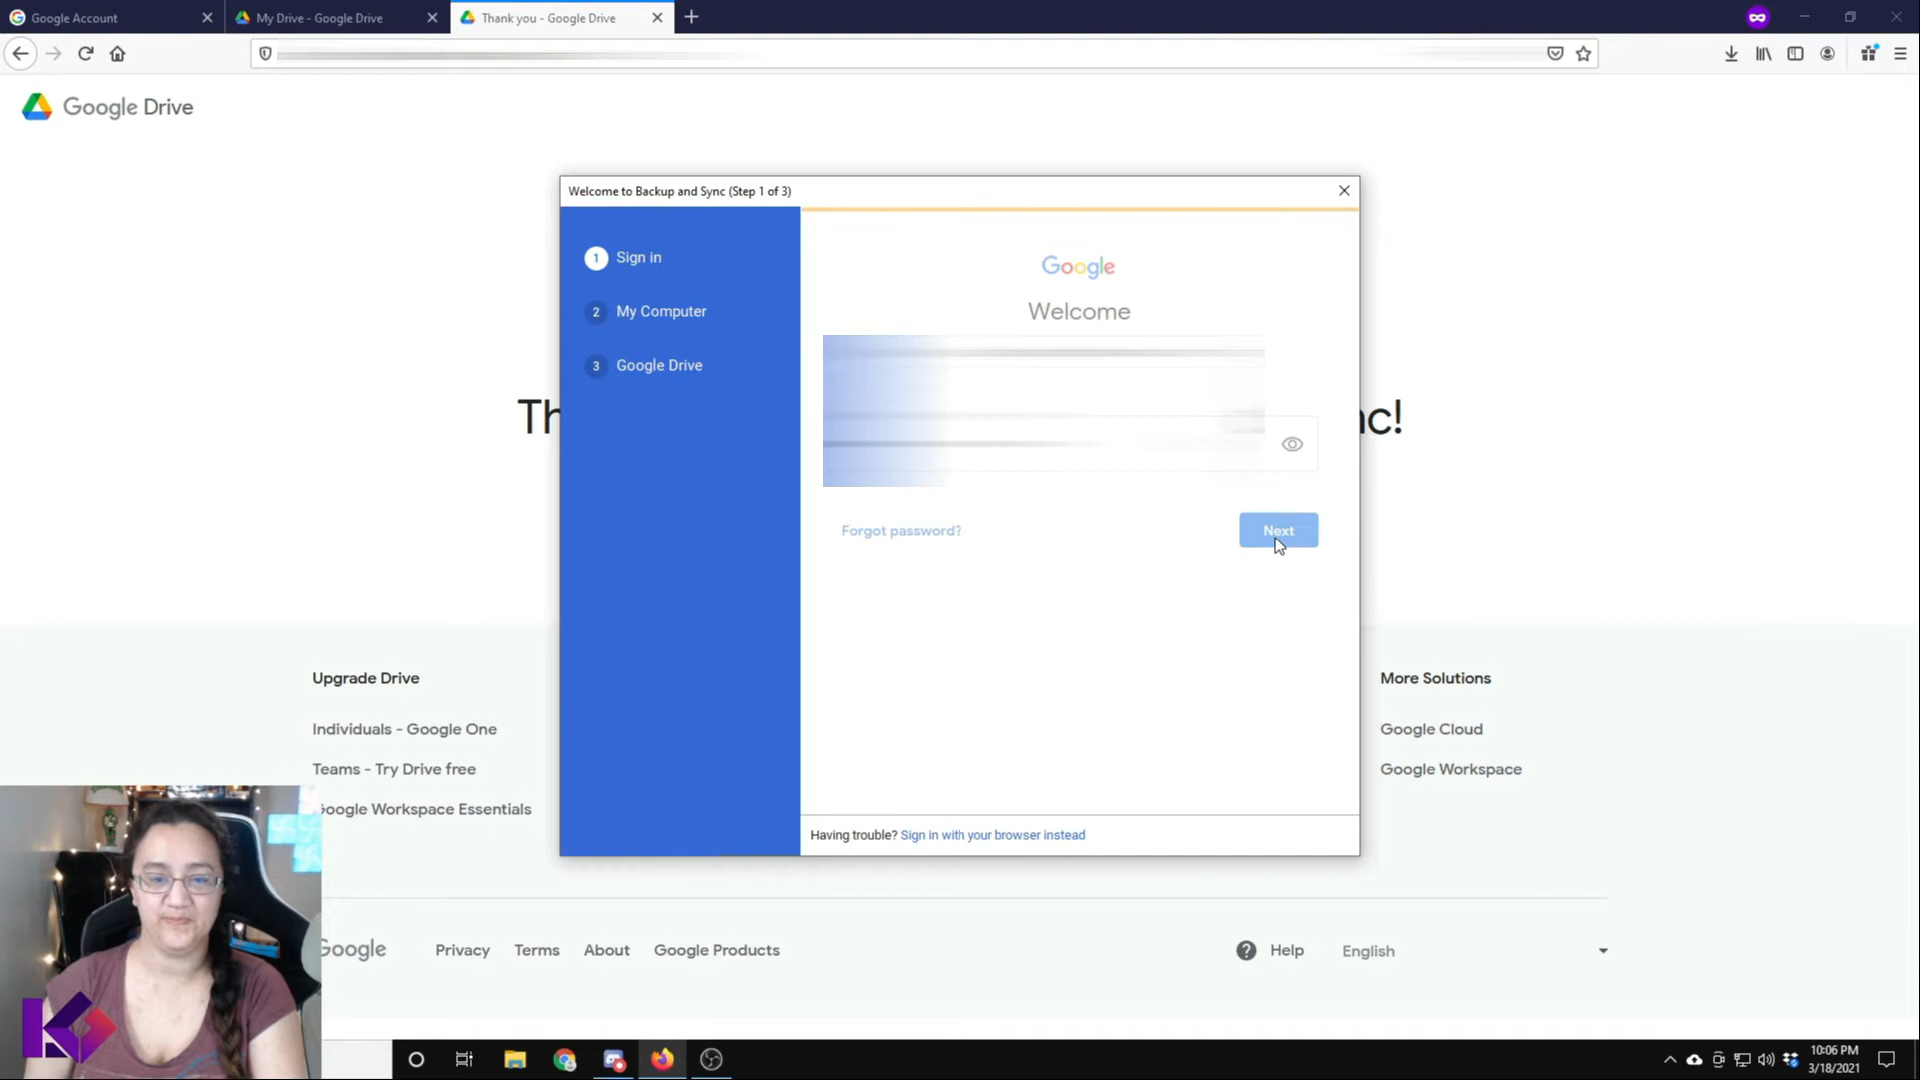 Google Account
My Drive - Google Drive
Thank you - Google Drive
Google Drive
Welcome to Backup and Sync (Step 1 of 3)
1 Sign in
2 My Computer
3 Google Drive
Google
Welcome
Th
nc!
Forgot password?
Next
Having trouble? Sign in with your browser instead
Upgrade Drive
Individuals - Google One
Teams - Try Drive free
Google Workspace Essentials
More Solutions
Google Cloud
Google Workspace
Google
Privacy
Terms
About
Google Products
Help
English
K
10:06 PM
3/18/2021